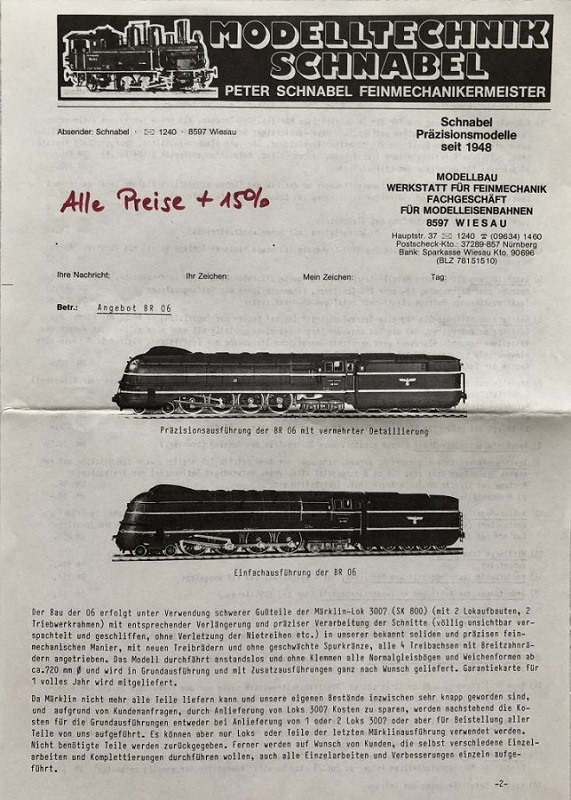 MODELLTECHNIK
SCHNABEL
PETER SCHNABEL FEINMECHANIKERMEISTER
Absender: Schnabel · ✉ 1240 · 8597 Wiesau
Schnabel
Präzisionsmodelle
seit 1948
Alle Preise + 15%
MODELLBAU
WERKSTATT FÜR FEINMECHANIK
FACHGESCHÄFT
FÜR MODELLEISENBAHNEN
8597 WIESAU
Hauptstr. 37 ✉ 1240 ☎ (09634) 1460
Postscheck-Kto.: 37289-857 Nürnberg
Bank: Sparkasse Wiesau Kto. 90696
(BLZ 78151510)
Ihre Nachricht: Ihr Zeichen: Mein Zeichen: Tag:
Betr.: Angebot BR 06
Präzisionsausführung der BR 06 mit vermehrter Detaillierung
Einfachausführung der BR 06
Der Bau der 06 erfolgt unter Verwendung schwerer Gußteile der Märklin-Lok 3007 (SK 800) (mit 2 Lokaufbauten, 2
Triebwerkrahmen) mit entsprechender Verlängerung und präziser Verarbeitung der Schnitte (völlig unsichtbar ver-
spachtelt und geschliffen, ohne Verletzung der Nietreihen etc.) in unserer bekannt soliden und präzisen fein-
mechanischen Manier, mit neuen Treibrädern und ohne geschwächte Spurkränze, alle 4 Treibachsen mit Breitzahnrä-
dern angetrieben. Das Modell durchfährt anstandslos und ohne Klemmen alle Normalgleisbögen und Weichenformen ab
ca.720 mm Ø und wird in Grundausführung und mit Zusatzausführungen ganz nach Wunsch geliefert. Garantiekarte für
1 volles Jahr wird mitgeliefert.
Da Märklin nicht mehr alle Teile liefern kann und unsere eigenen Bestände inzwischen sehr knapp geworden sind,
und aufgrund von Kundenanfragen, durch Anlieferung von Loks 3007 Kosten zu sparen, werden nachstehend die Ko-
sten für die Grundausführungen entweder bei Anlieferung von 1 oder 2 Loks 3007 oder aber für Beistellung aller
Teile von uns aufgeführt. Es können aber nur Loks oder Teile der letzten Märklinausführung verwendet werden.
Nicht benötigte Teile werden zurückgegeben. Ferner werden auf Wunsch von Kunden, die selbst verschiedene Einzel-
arbeiten und Komplettierungen durchführen wollen, auch alle Einzelarbeiten und Verbesserungen einzeln aufge-
führt.
-2-